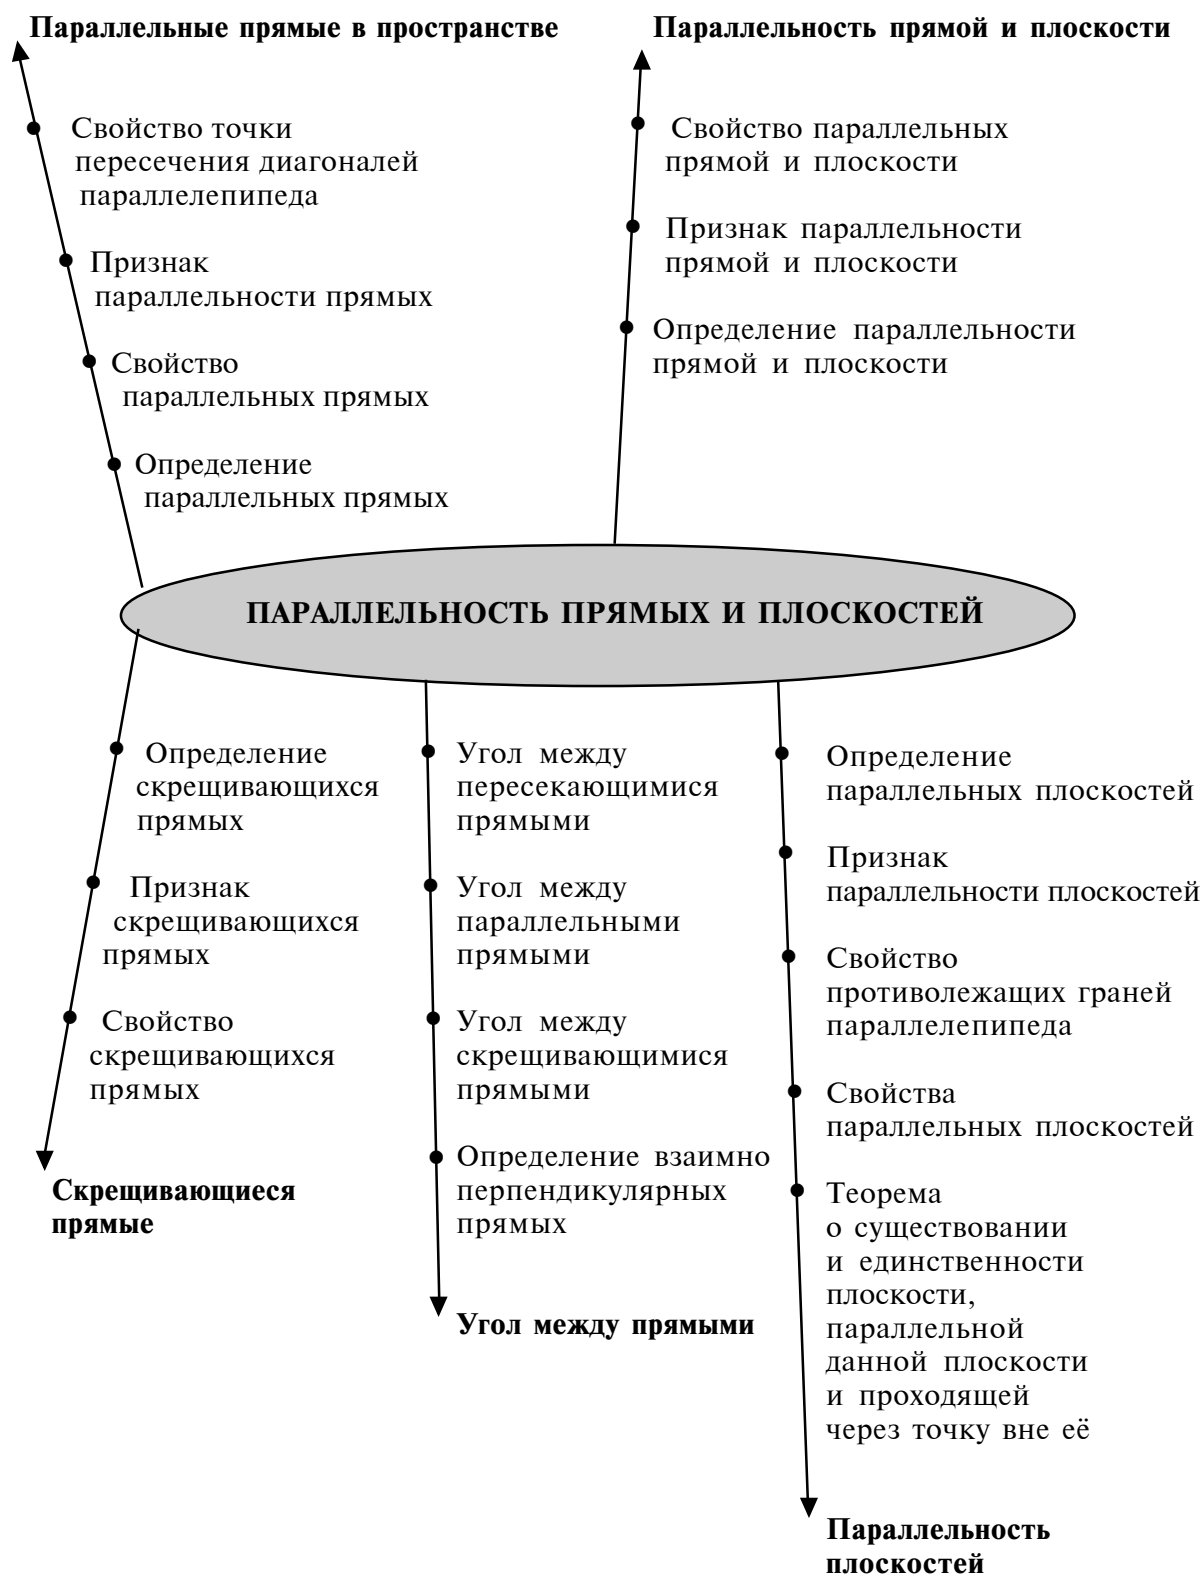 Параллельные прямые в пространстве
Свойство точки
пересечения диагоналей
параллелепипеда
Признак
параллельности прямых
Свойство
параллельных прямых
Определение
параллельных прямых
Параллельность прямой и плоскости
Свойство параллельных
прямой и плоскости
Признак параллельности
прямой и плоскости
Определение параллельности
прямой и плоскости
ПАРАЛЛЕЛЬНОСТЬ ПРЯМЫХ И ПЛОСКОСТЕЙ
Определение
скрещивающихся
прямых
Признак
скрещивающихся
прямых
Свойство
скрещивающихся
прямых
Скрещивающиеся
прямые
Угол между
пересекающимися
прямыми
Угол между
параллельными
прямыми
Угол между
скрещивающимися
прямыми
Определение взаимно
перпендикулярных
прямых
Угол между прямыми
Определение
параллельных плоскостей
Признак
параллельности плоскостей
Свойство
противолежащих граней
параллелепипеда
Свойства
параллельных плоскостей
Теорема
о существовании
и единственности
плоскости,
параллельной
данной плоскости
и проходящей
через точку вне её
Параллельность
плоскостей